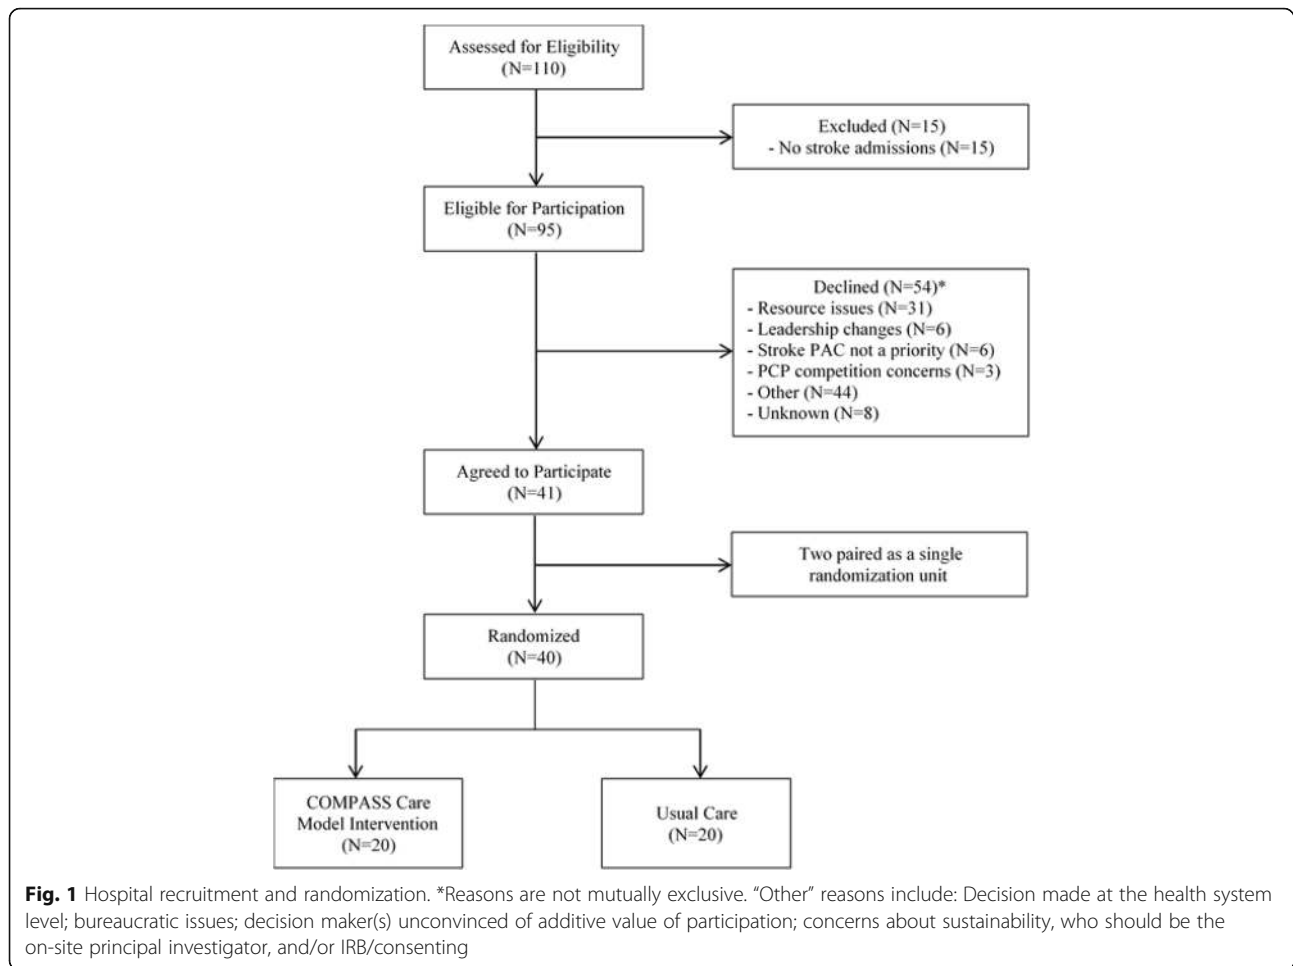 Assessed for Eligibility
(N=110)
Excluded (N=15)
- No stroke admissions (N=15)
Eligible for Participation
(N=95)
Declined (N=54)*
- Resource issues (N=31)
- Leadership changes (N=6)
- Stroke PAC not a priority (N=6)
- PCP competition concerns (N=3)
- Other (N=44)
- Unknown (N=8)
Agreed to Participate
(N=41)
Two paired as a single
randomization unit
Randomized
(N=40)
COMPASS Care
Model Intervention
(N=20)
Usual Care
(N=20)
Fig. 1 Hospital recruitment and randomization. *Reasons are not mutually exclusive. “Other” reasons include: Decision made at the health system
level; bureaucratic issues; decision maker(s) unconvinced of additive value of participation; concerns about sustainability, who should be the
on-site principal investigator, and/or IRB/consenting